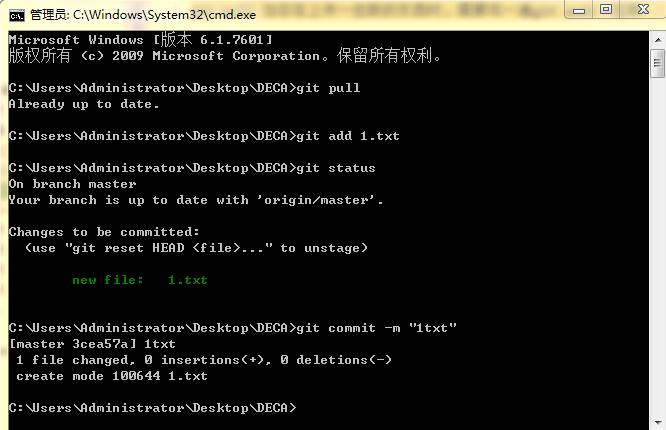 管理员: C:\Windows\System32\cmd.exe
Microsoft Windows [版本 6.1.7601]
版权所有 (c) 2009 Microsoft Corporation。保留所有权利。
C:\Users\Administrator\Desktop\DECA>git pull
Already up to date.
C:\Users\Administrator\Desktop\DECA>git add 1.txt
C:\Users\Administrator\Desktop\DECA>git status
On branch master
Your branch is up to date with 'origin/master'.
Changes to be committed:
(use "git reset HEAD <file>..." to unstage)
new file: 1.txt
C:\Users\Administrator\Desktop\DECA>git commit -m "1txt"
[master 3cea57a] 1txt
1 file changed, 0 insertions(+), 0 deletions(-)
create mode 100644 1.txt
C:\Users\Administrator\Desktop\DECA>